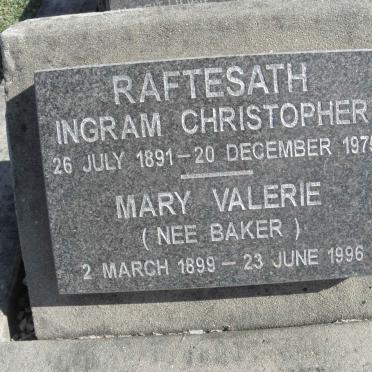 RAFTESATH
INGRAM CHRISTOPHER
26 JULY 1891 – 20 DECEMBER 1975
MARY VALERIE
( NEE BAKER )
2 MARCH 1899 – 23 JUNE 1996